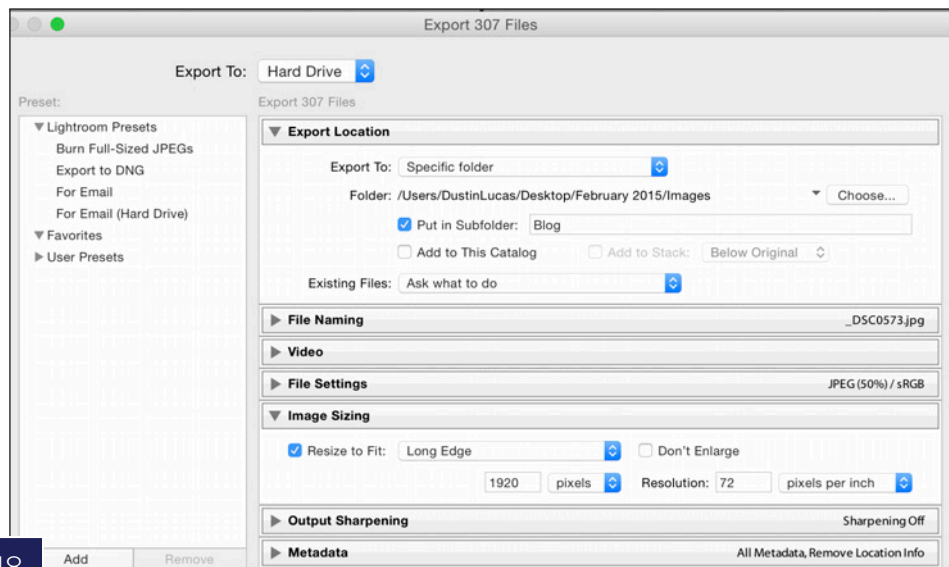 Export 307 Files
Export To: Hard Drive
Preset:
Export 307 Files
Lightroom Presets
Burn Full-Sized JPEGs
Export to DNG
For Email
For Email (Hard Drive)
Favorites
User Presets
Add Remove
Export Location
Export To: Specific folder
Folder: /Users/DustinLucas/Desktop/February 2015/Images Choose...
Put in Subfolder: Blog
Add to This Catalog Add to Stack: Below Original
Existing Files: Ask what to do
File Naming _DSC0573.jpg
Video
File Settings JPEG (50%) / sRGB
Image Sizing
Resize to Fit: Long Edge Don't Enlarge
1920 pixels Resolution: 72 pixels per inch
Output Sharpening Sharpening Off
Metadata All Metadata, Remove Location Info